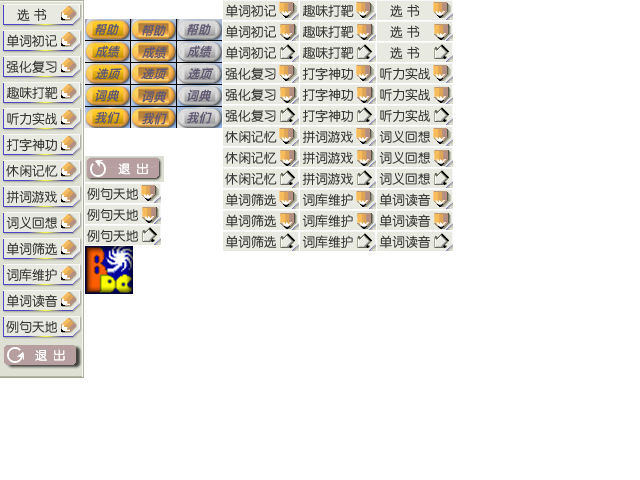 选 书
单词初记
强化复习
趣味打靶
听力实战
打字神功
休闲记忆
拼词游戏
词义回想
单词筛选
词库维护
单词读音
例句天地
退 出
帮助 帮助 帮助
成绩 成绩 成绩
选项 选项 选项
词典 词典 词典
我们 我们 我们
退 出
例句天地
例句天地
例句天地
BDC
单词初记 趣味打靶 选 书
单词初记 趣味打靶 选 书
单词初记 趣味打靶 选 书
强化复习 打字神功 听力实战
强化复习 打字神功 听力实战
强化复习 打字神功 听力实战
休闲记忆 拼词游戏 词义回想
休闲记忆 拼词游戏 词义回想
休闲记忆 拼词游戏 词义回想
单词筛选 词库维护 单词读音
单词筛选 词库维护 单词读音
单词筛选 词库维护 单词读音